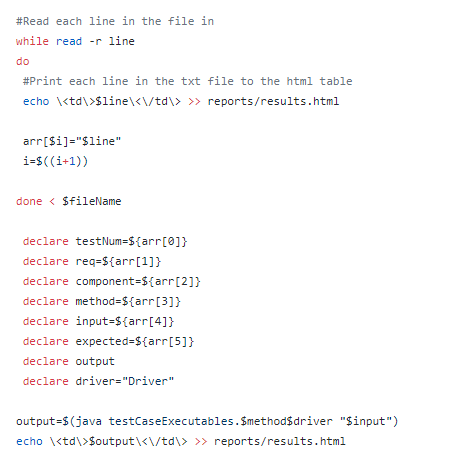 #Read each line in the file in
while read -r line
do
#Print each line in the txt file to the html table
echo \<td\>$line\<\/td\> >> reports/results.html
arr[$i]="$line"
i=$((i+1))
done < $fileName
declare testNum=${arr[0]}
declare req=${arr[1]}
declare component=${arr[2]}
declare method=${arr[3]}
declare input=${arr[4]}
declare expected=${arr[5]}
declare output
declare driver="Driver"
output=$(java testCaseExecutables.$method$driver "$input")
echo \<td\>$output\<\/td\> >> reports/results.html